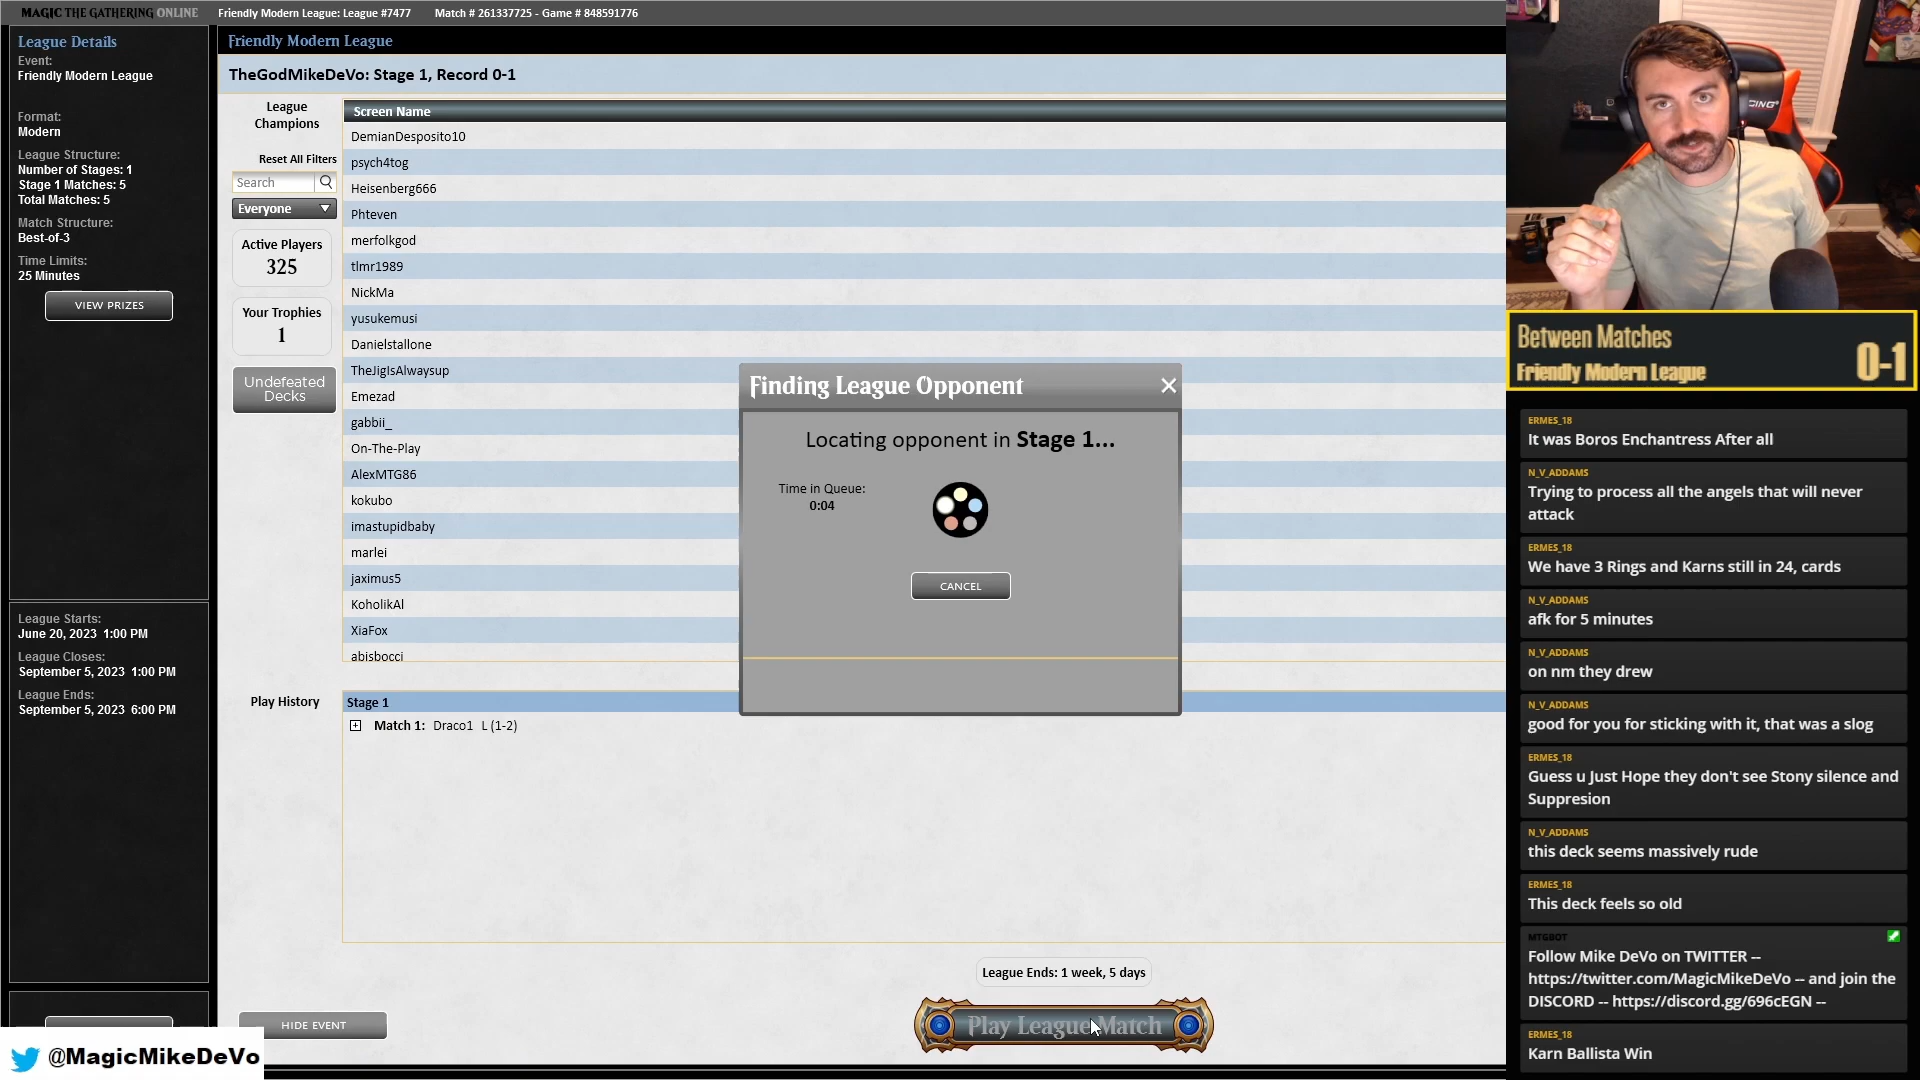 MAGIC THE GATHERING ONLINE
Friendly Modern League: League #7477 Match # 261337725 - Game # 848591776
League Details
Event:
Friendly Modern League
Format:
Modern
League Structure:
Number of Stages: 1
Stage 1 Matches: 5
Total Matches: 5
Match Structure:
Best-of-3
Time Limits:
25 Minutes
VIEW PRIZES
League Starts:
June 20, 2023 1:00 PM
League Closes:
September 5, 2023 1:00 PM
League Ends:
September 5, 2023 6:00 PM
@MagicMikeDeVo
Friendly Modern League
TheGodMikeDeVo: Stage 1, Record 0-1
League
Champions
Reset All Filters
Search
Everyone
Active Players
325
Your Trophies
1
Undefeated
Decks
Screen Name
DemianDesposito10
psych4tog
Heisenberg666
Phteven
merfolkgod
tlmr1989
NickMa
yusukemusi
Danielstallone
TheJigIsAlwaysup
Emezad
gabbii_
On-The-Play
AlexMTG86
kokubo
imastupidbaby
marlei
jaximus5
KoholikAl
XiaFox
abisbocci
Finding League Opponent
Locating opponent in Stage 1...
Time in Queue:
0:04
CANCEL
Play History
Stage 1
Match 1: Draco1 L (1-2)
League Ends: 1 week, 5 days
HIDE EVENT
Play League Match
CING
Between Matches
Friendly Modern League
0-1
ERMES_18
It was Boros Enchantress After all
N_V_ADDAMS
Trying to process all the angels that will never
attack
ERMES_18
We have 3 Rings and Karns still in 24, cards
N_V_ADDAMS
afk for 5 minutes
N_V_ADDAMS
on nm they drew
N_V_ADDAMS
good for you for sticking with it, that was a slog
ERMES_18
Guess u Just Hope they don't see Stony silence and
Suppresion
N_V_ADDAMS
this deck seems massively rude
ERMES_18
This deck feels so old
MTGBOT
Follow Mike DeVo on TWITTER --
https://twitter.com/MagicMikeDeVo -- and join the
DISCORD -- https://discord.gg/696cEGN --
ERMES_18
Karn Ballista Win